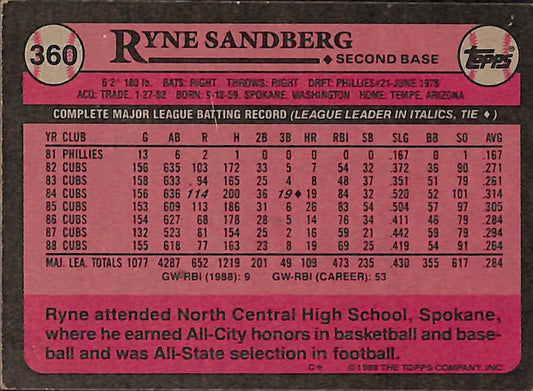 360
RYNE SANDBERG
♦ SECOND BASE
Topps®
6'2" 180 lb. BATS: RIGHT THROWS: RIGHT DRFT: PHILLIES #21-JUNE 1978
ACQ: TRADE, 1-27-82 BORN: 9-18-59, SPOKANE, WASHINGTON HOME: TEMPE, ARIZONA
COMPLETE MAJOR LEAGUE BATTING RECORD (LEAGUE LEADER IN ITALICS, TIE ♦)
YR CLUB G AB R H 2B 3B HR RBI SB SLG BB SO AVG
81 PHILLIES 13 6 2 1 0 0 0 0 0 .167 0 1 .167
82 CUBS 156 635 103 172 33 5 7 54 32 .372 36 90 .271
83 CUBS 158 633 94 165 25 4 8 48 37 .351 51 79 .261
84 CUBS 156 636 114 200 36 19♦ 19 84 32 .520 52 101 .314
85 CUBS 153 609 113 186 31 6 26 83 54 .504 57 97 .305
86 CUBS 154 627 68 178 28 5 14 76 34 .411 46 79 .284
87 CUBS 132 523 81 154 25 2 16 59 21 .442 59 79 .294
88 CUBS 155 618 77 163 23 8 19 69 25 .419 54 91 .264
MAJ. LEA. TOTALS 1077 4287 652 1219 201 49 109 473 235 .430 355 617 .284
GW-RBI (1988): 9 GW-RBI (CAREER): 53
Ryne attended North Central High School, Spokane,
where he earned All-City honors in basketball and base-
ball and was All-State selection in football.
C* © 1989 THE TOPPS COMPANY, INC.